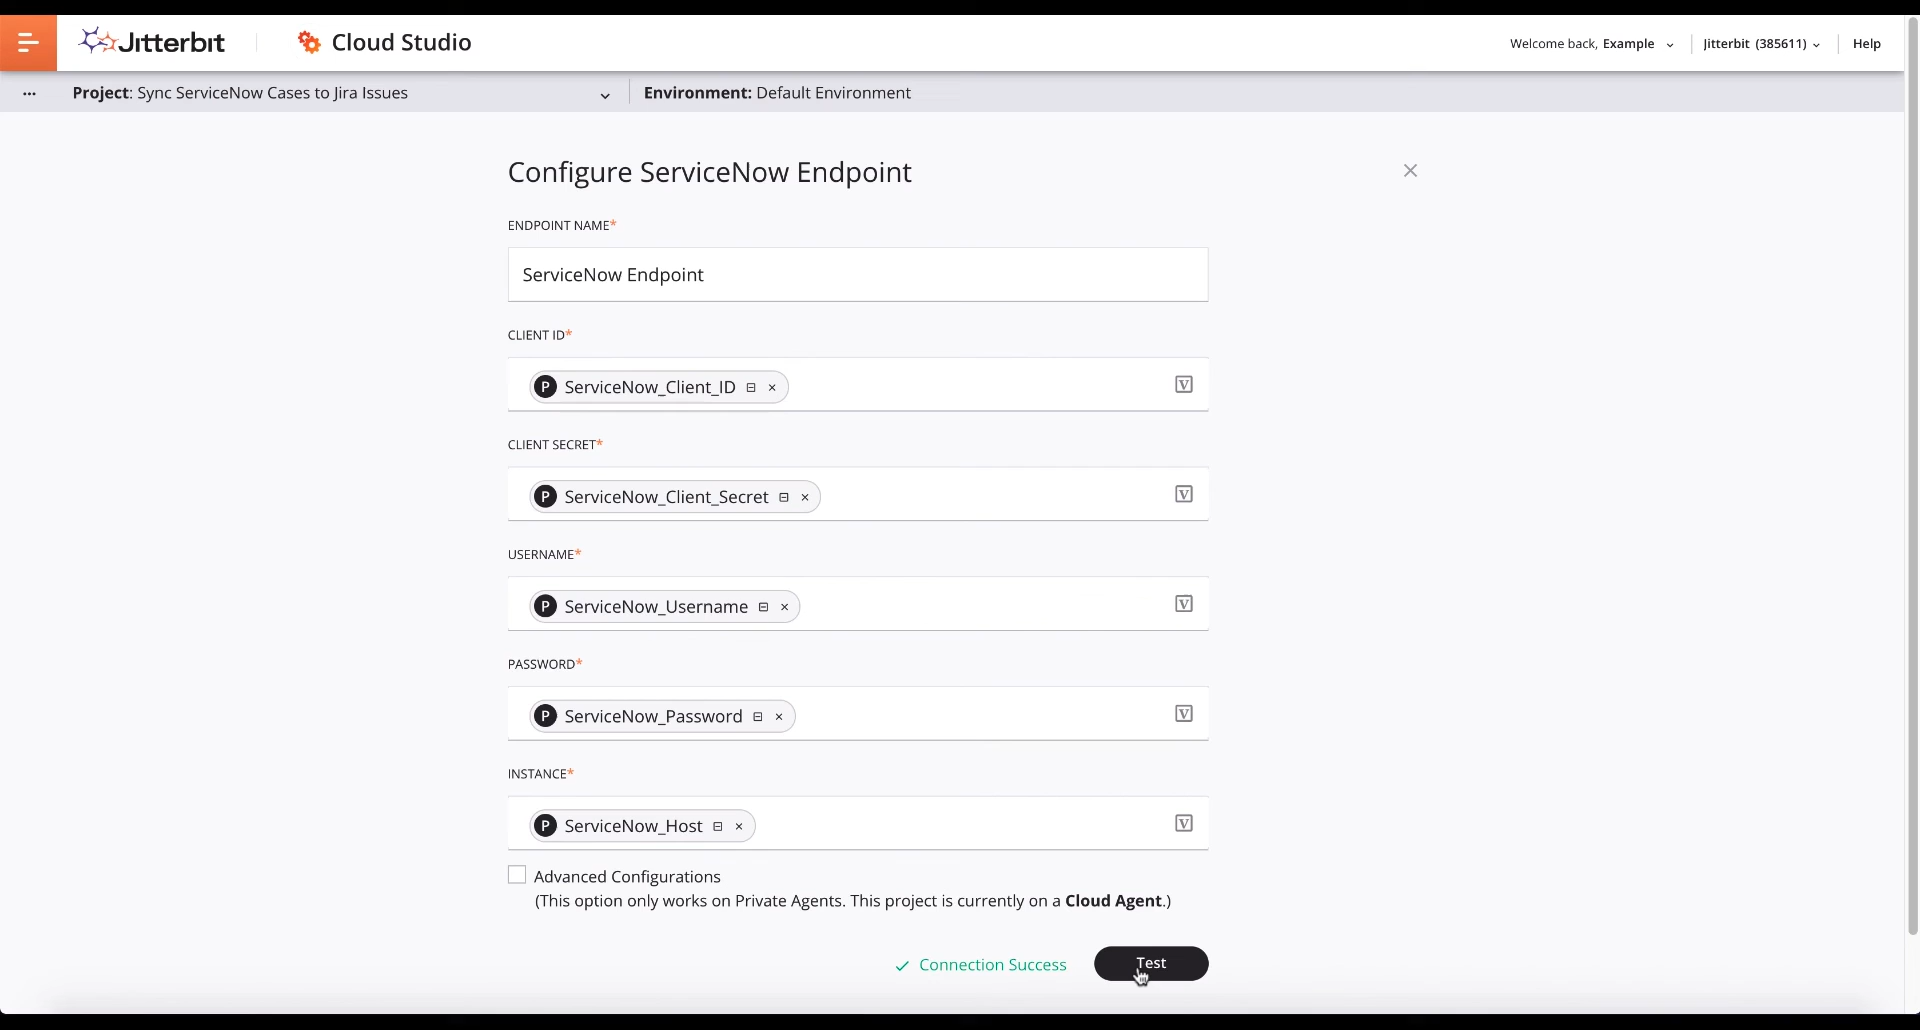 Jitterbit Cloud Studio Welcome back, Example Jitterbit (385611) Help
... Project: Sync ServiceNow Cases to Jira Issues Environment: Default Environment
Configure ServiceNow Endpoint
ENDPOINT NAME*
ServiceNow Endpoint
CLIENT ID*
P ServiceNow_Client_ID × V
CLIENT SECRET*
P ServiceNow_Client_Secret × V
USERNAME*
P ServiceNow_Username × V
PASSWORD*
P ServiceNow_Password × V
INSTANCE*
P ServiceNow_Host × V
Advanced Configurations
(This option only works on Private Agents. This project is currently on a Cloud Agent.)
✓ Connection Success Test